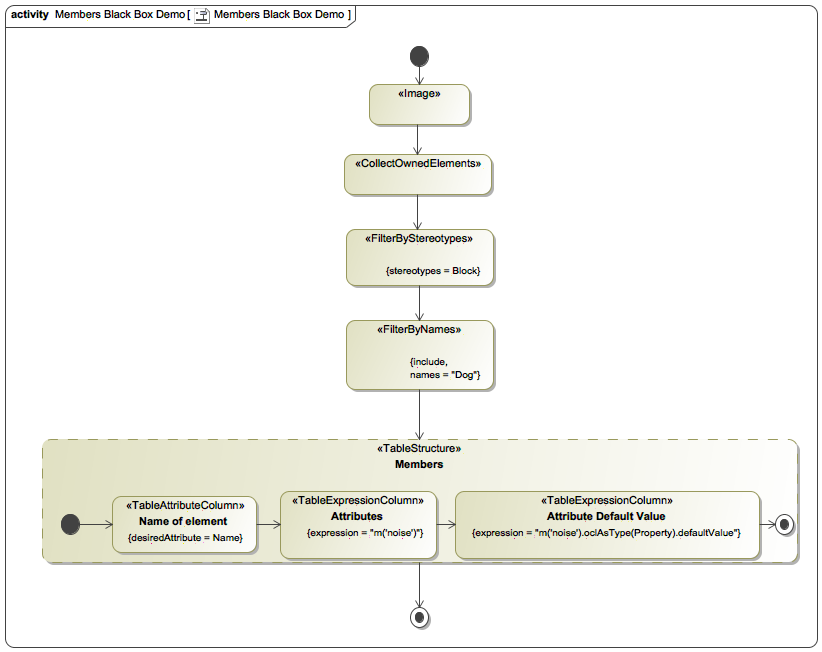 activity Members Black Box Demo [ Members Black Box Demo ]
«Image»
«CollectOwnedElements»
«FilterByStereotypes»
{stereotypes = Block}
«FilterByNames»
{include,
names = "Dog"}
«TableStructure»
Members
«TableAttributeColumn»
Name of element
{desiredAttribute = Name}
«TableExpressionColumn»
Attributes
{expression = "m('noise')"}
«TableExpressionColumn»
Attribute Default Value
{expression = "m('noise').oclAsType(Property).defaultValue"}